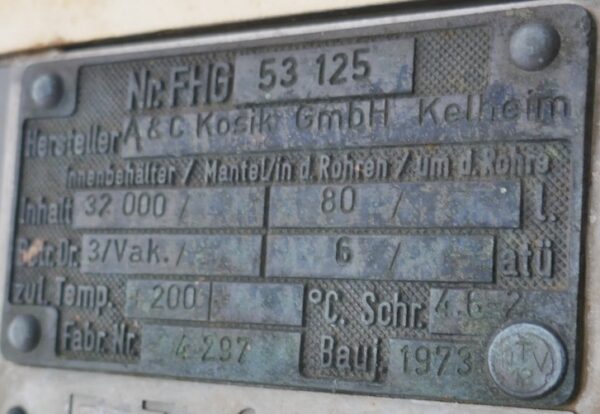 Nr. FHG 53 125
Hersteller A & C Kosik GmbH Kelheim
Innenbehälter / Mantel/in d. Rohren / um d. Rohre
Inhalt 32 000 / 80 / l.
Betr. Dr. 3/Vak. / 6 / atü
zul. Temp. 200 °C. Schr. 4.6 2
Fabr. Nr. 4 297 Bauj. 1973 TÜV